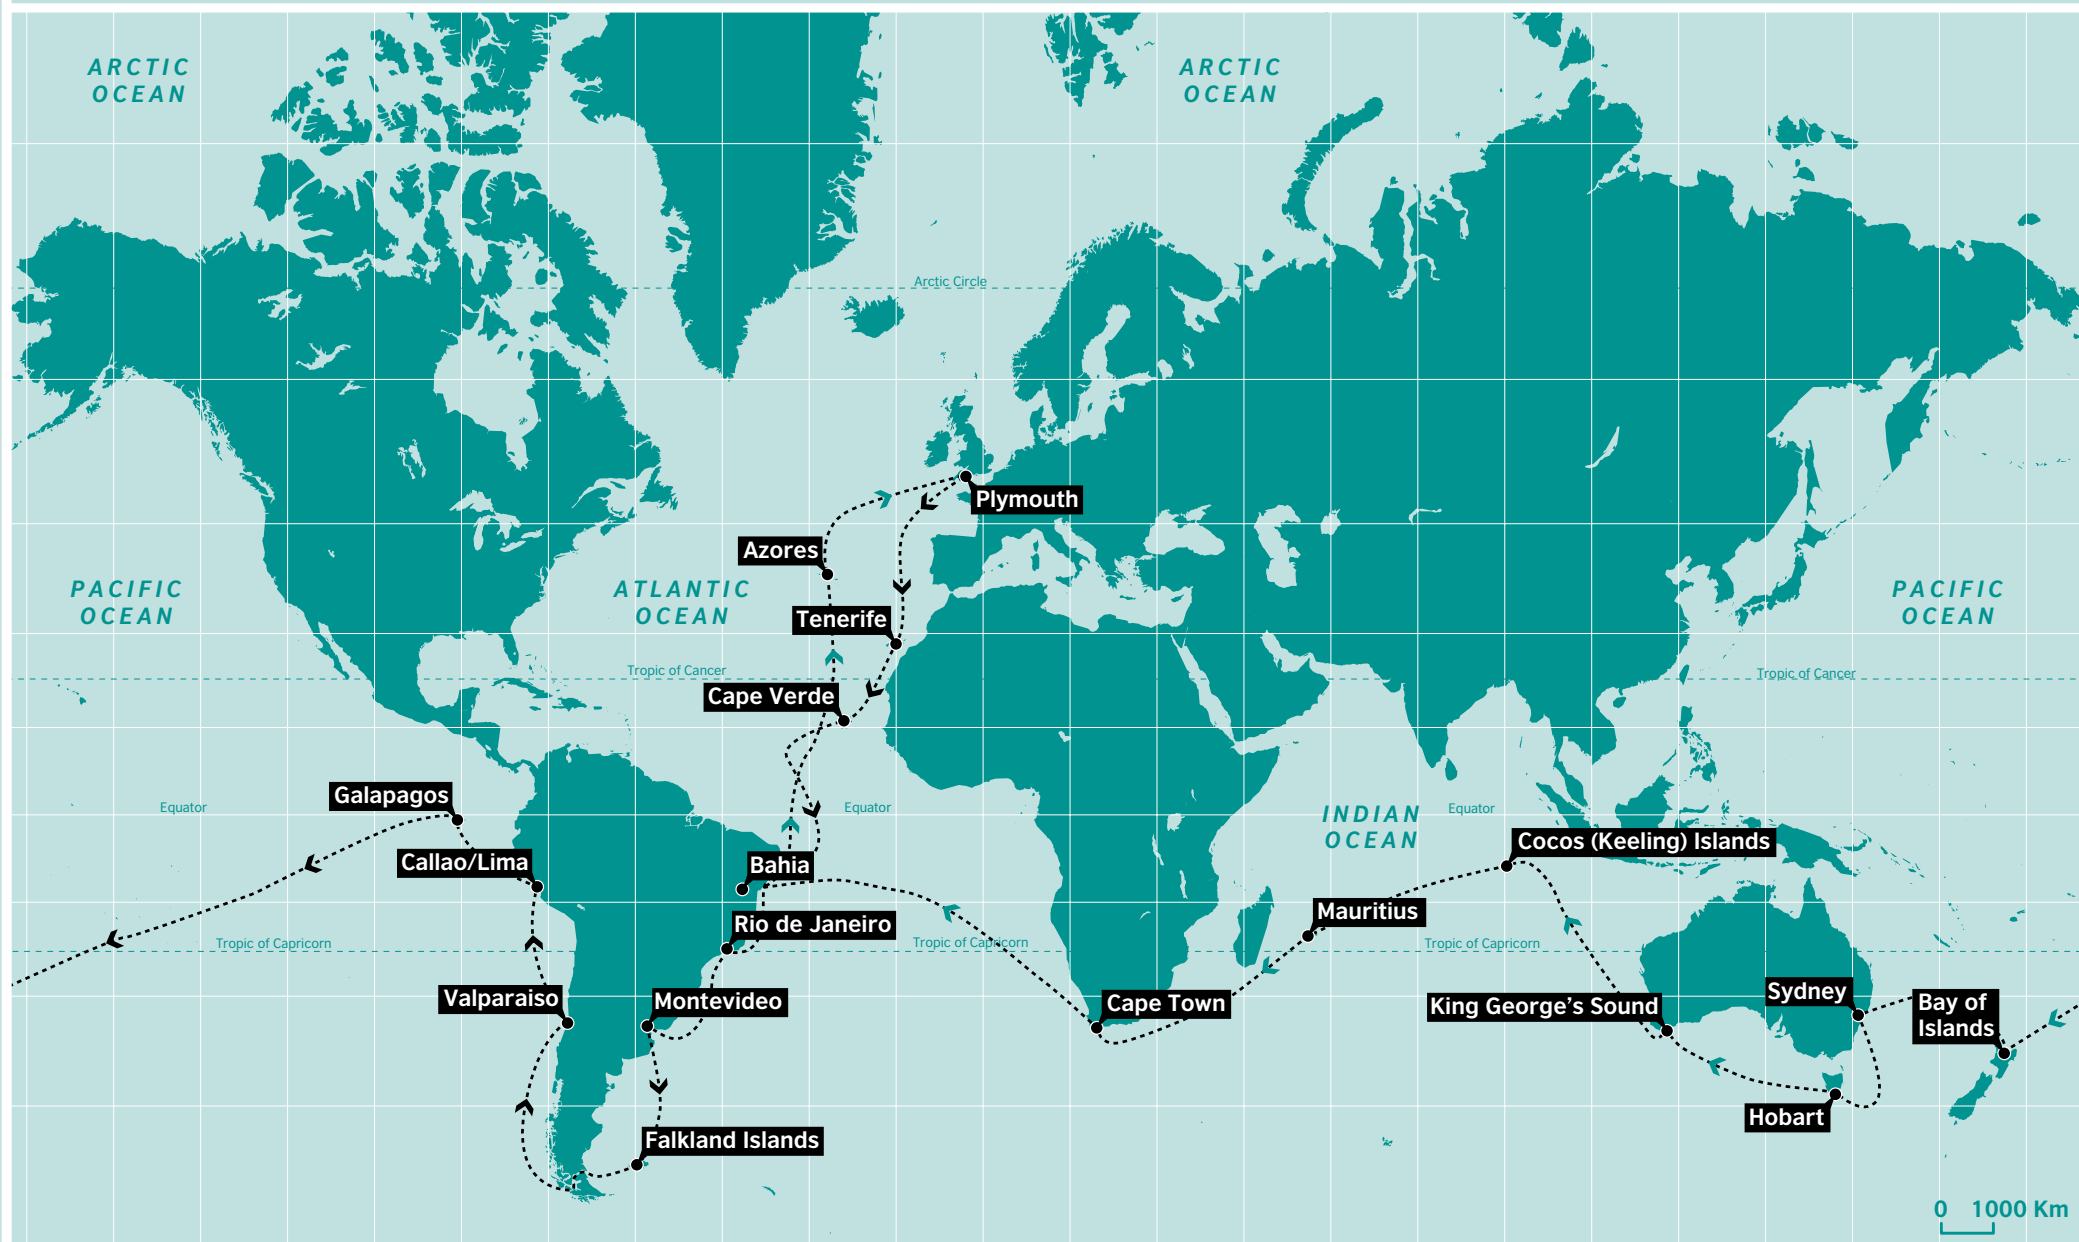 ARCTIC
OCEAN
ARCTIC
OCEAN
Arctic Circle
Plymouth
Azores
PACIFIC
OCEAN
ATLANTIC
OCEAN
PACIFIC
OCEAN
Tenerife
Tropic of Cancer
Tropic of Cancer
Cape Verde
Galapagos
Equator
Equator
INDIAN
OCEAN
Equator
Cocos (Keeling) Islands
Callao/Lima
Bahia
Mauritius
Rio de Janeiro
Tropic of Capricorn
Tropic of Capricorn
Tropic of Capricorn
Valparaiso
Montevideo
Cape Town
King George's Sound
Sydney
Bay of
Islands
Hobart
Falkland Islands
0 1000 Km